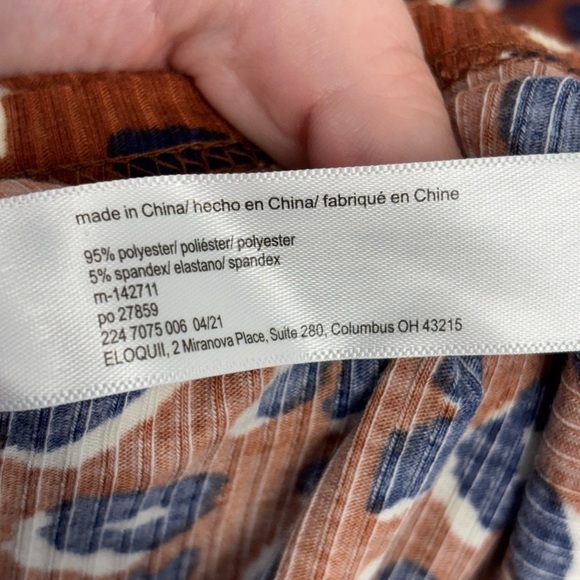 made in China/ hecho en China/ fabriqué en Chine
95% polyester/ poliéster/ polyester
5% spandex/ elastano/ spandex
m-142711
po 27859
224 7075 006 04/21
ELOQUII, 2 Miranova Place, Suite 280, Columbus OH 43215